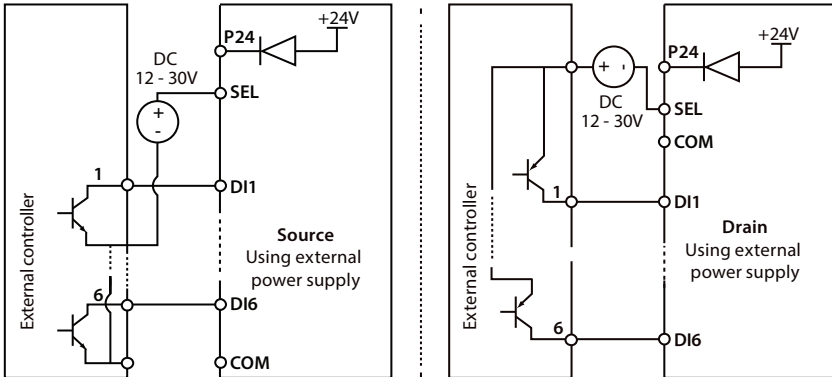 External controller
DC
12 - 30V
+
-
+24V
P24
SEL
1
DI1
Source
Using external
power supply
6
DI6
COM
External controller
+ -
DC
12 - 30V
+24V
P24
SEL
COM
1
DI1
Drain
Using external
power supply
6
DI6